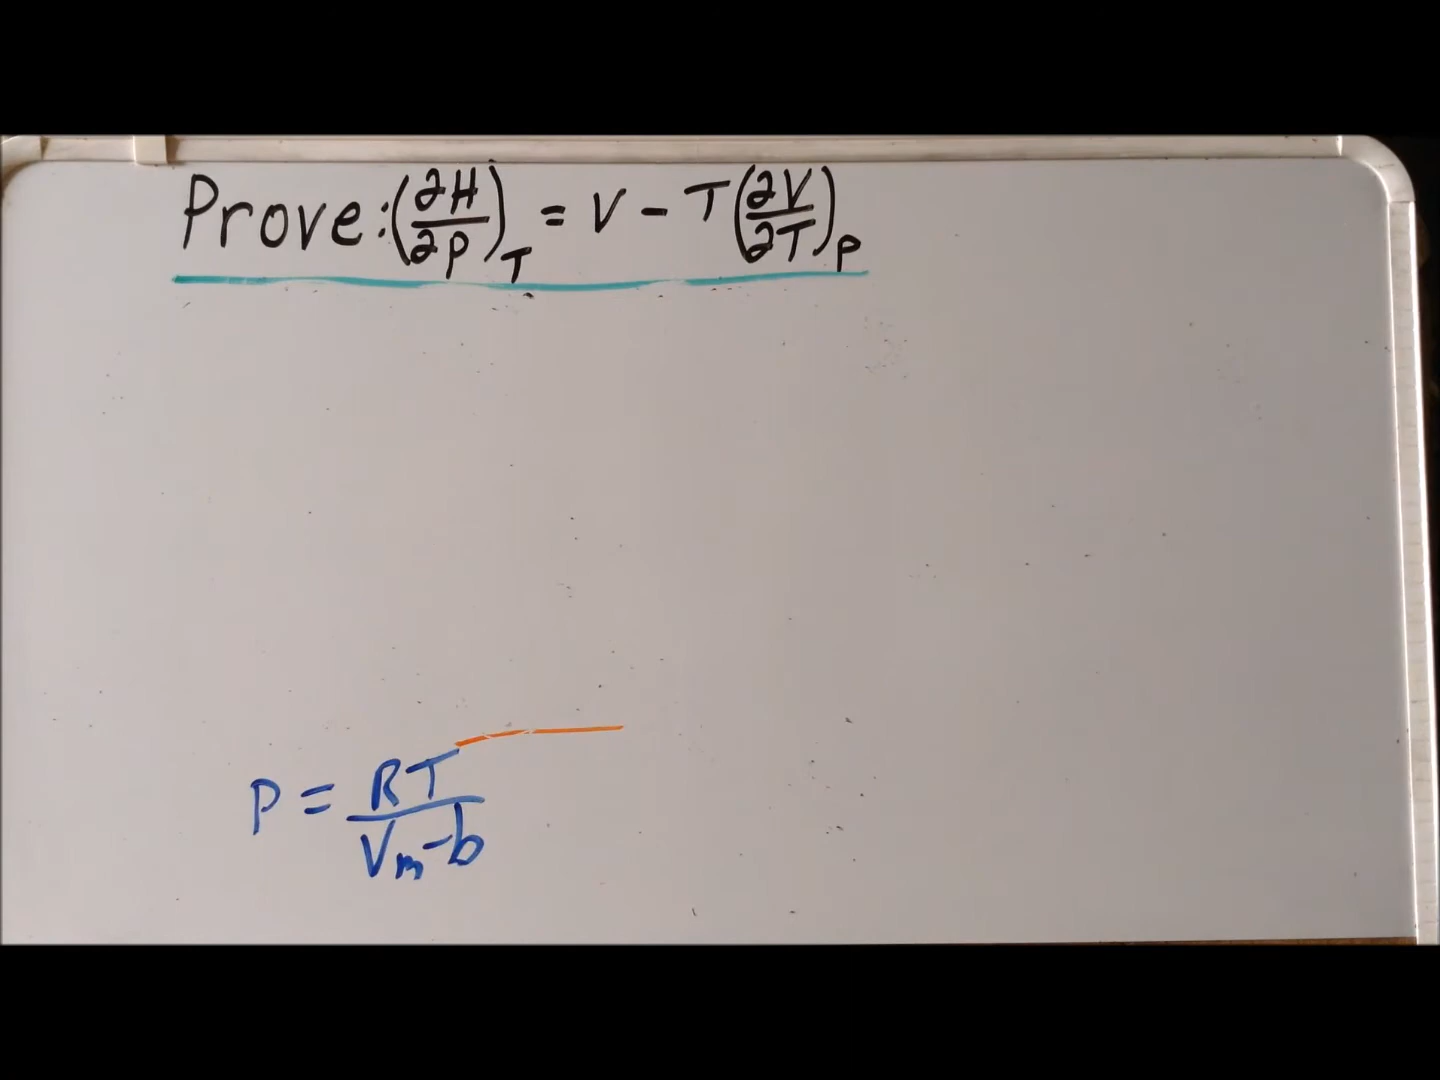 Prove: (∂H/∂P)_T = V - T(∂V/∂T)_P
P = RT/(V_m - b)